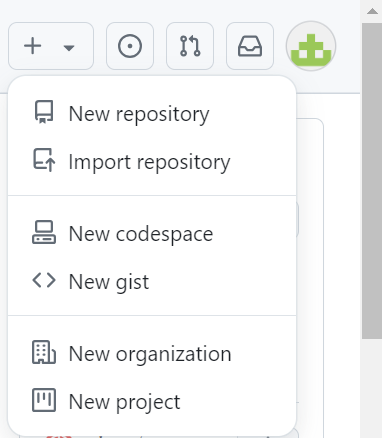 New repository
Import repository
New codespace
New gist
New organization
New project